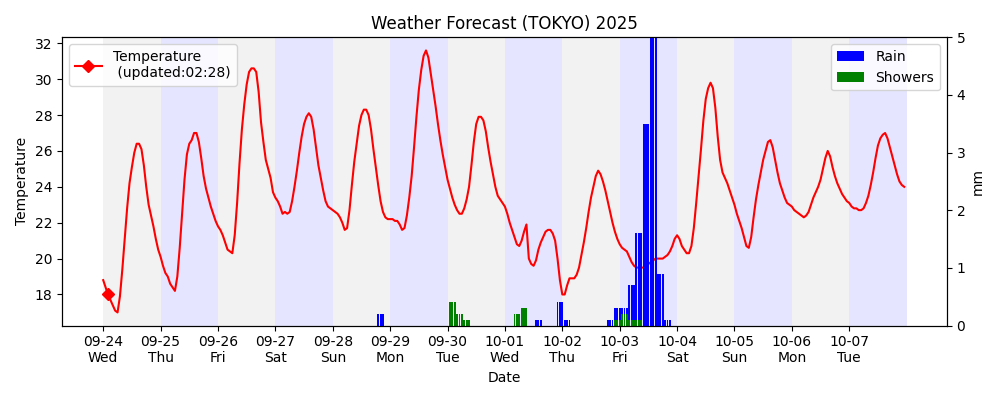 Weather Forecast (TOKYO) 2025
Temperature
(updated:02:28)
Rain
Showers
Temperature
32
30
28
26
24
22
20
18
5
4
3
2
1
0
mm
09-24 09-25 09-26 09-27 09-28 09-29 09-30 10-01 10-02 10-03 10-04 10-05 10-06 10-07
Wed Thu Fri Sat Sun Mon Tue Wed Thu Fri Sat Sun Mon Tue
Date